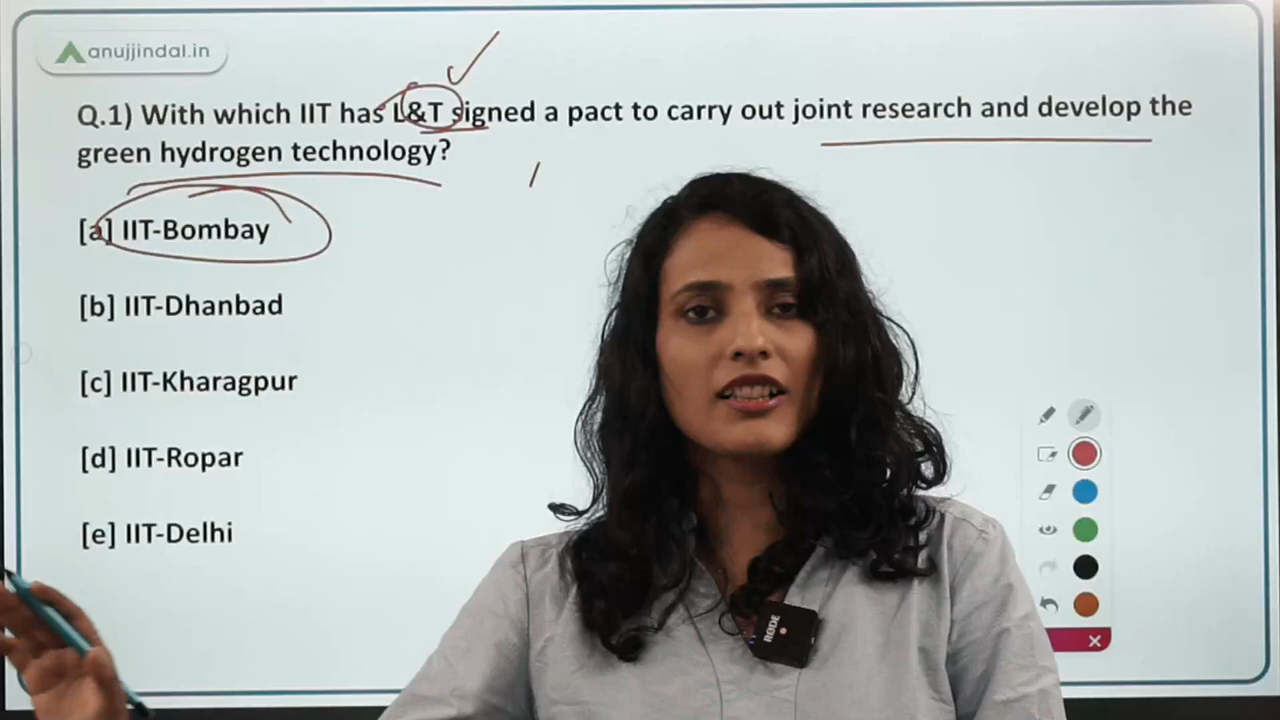 anujjindal.in
Q.1) With which IIT has L&T signed a pact to carry out joint research and develop the
green hydrogen technology?
[a] IIT-Bombay
[b] IIT-Dhanbad
[c] IIT-Kharagpur
[d] IIT-Ropar
[e] IIT-Delhi
RODE